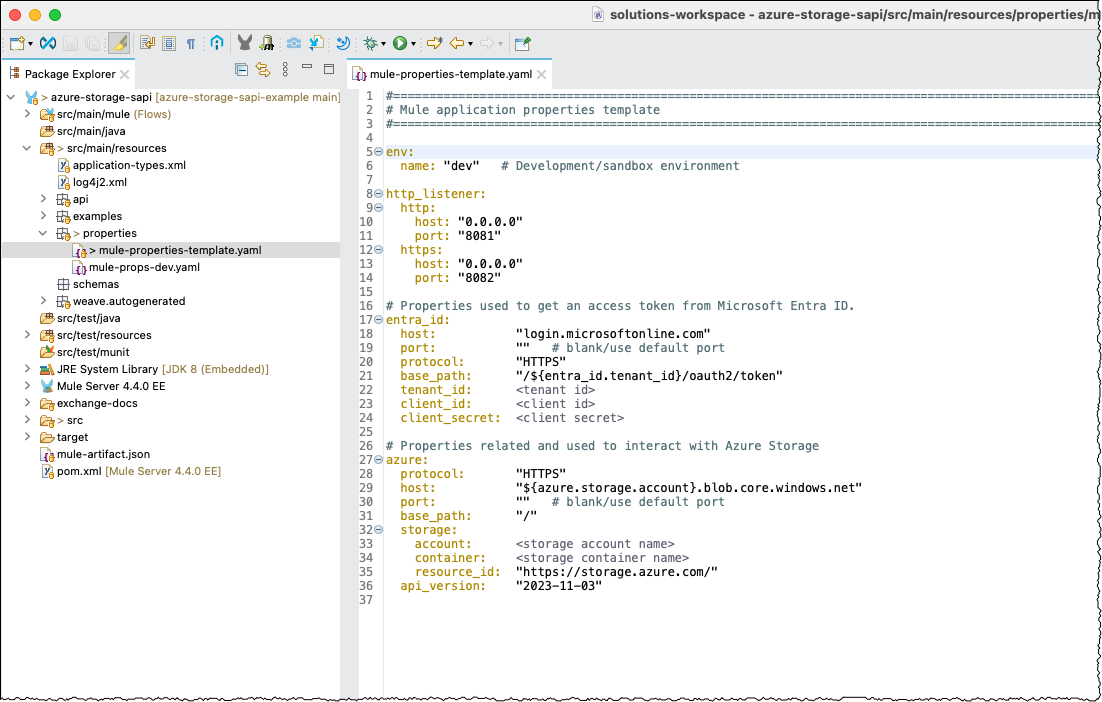 solutions-workspace - azure-storage-sapi/src/main/resources/properties/m
Package Explorer
> azure-storage-sapi [azure-storage-sapi-example main]
src/main/mule (Flows)
src/main/java
> src/main/resources
application-types.xml
log4j2.xml
api
examples
> properties
> mule-properties-template.yaml
mule-props-dev.yaml
schemas
weave.autogenerated
src/test/java
src/test/resources
src/test/munit
JRE System Library [JDK 8 (Embedded)]
Mule Server 4.4.0 EE
exchange-docs
> src
target
mule-artifact.json
pom.xml [Mule Server 4.4.0 EE]
mule-properties-template.yaml
1 #==================================================================================================
2 # Mule application properties template
3 #==================================================================================================
4
5 env:
6   name: "dev"   # Development/sandbox environment
7
8 http_listener:
9   http:
10     host: "0.0.0.0"
11     port: "8081"
12   https:
13     host: "0.0.0.0"
14     port: "8082"
15
16 # Properties used to get an access token from Microsoft Entra ID.
17 entra_id:
18   host:           "login.microsoftonline.com"
19   port:           ""   # blank/use default port
20   protocol:       "HTTPS"
21   base_path:      "/${entra_id.tenant_id}/oauth2/token"
22   tenant_id:      <tenant id>
23   client_id:      <client id>
24   client_secret:  <client secret>
25
26 # Properties related and used to interact with Azure Storage
27 azure:
28   protocol:       "HTTPS"
29   host:           "${azure.storage.account}.blob.core.windows.net"
30   port:           ""   # blank/use default port
31   base_path:      "/"
32   storage:
33     account:      <storage account name>
34     container:    <storage container name>
35     resource_id:  "https://storage.azure.com/"
36   api_version:    "2023-11-03"
37